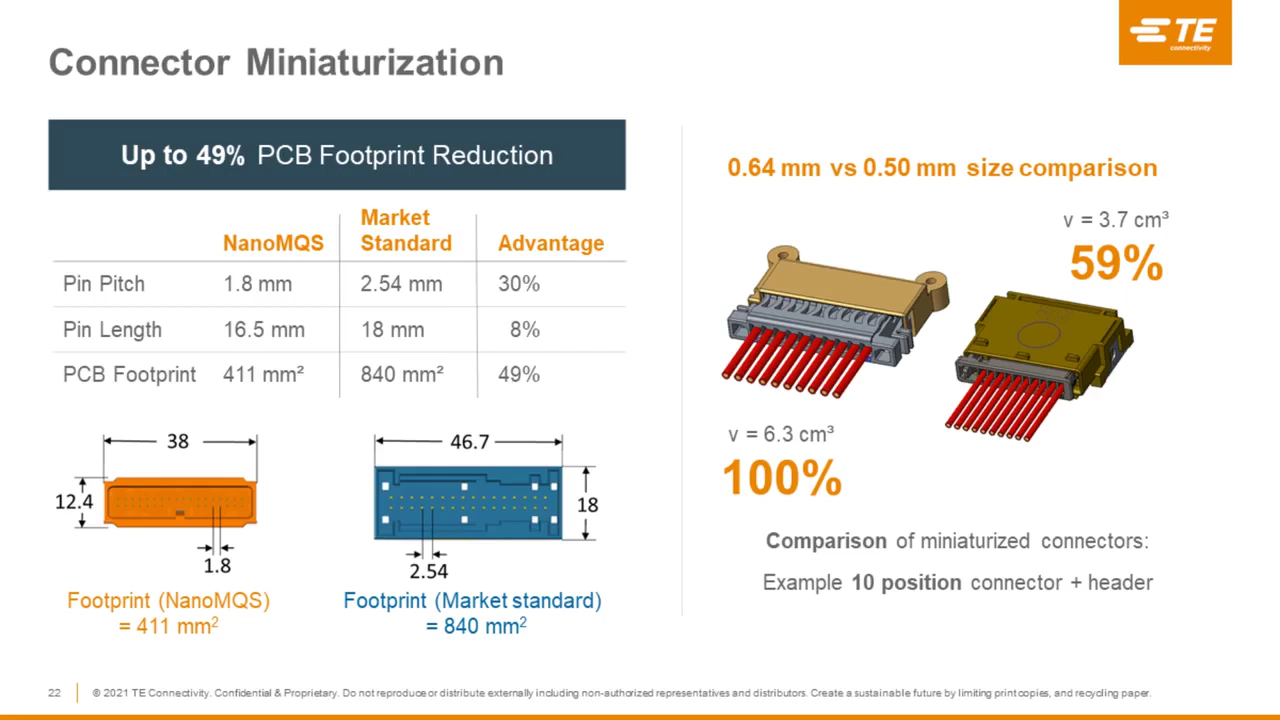 TE
connectivity
Connector Miniaturization
Up to 49% PCB Footprint Reduction
NanoMQS Market Standard Advantage
Pin Pitch 1.8 mm 2.54 mm 30%
Pin Length 16.5 mm 18 mm 8%
PCB Footprint 411 mm² 840 mm² 49%
38
12.4
1.8
Footprint (NanoMQS)
= 411 mm²
46.7
18
2.54
Footprint (Market standard)
= 840 mm²
0.64 mm vs 0.50 mm size comparison
v = 3.7 cm³
59%
v = 6.3 cm³
100%
Comparison of miniaturized connectors:
Example 10 position connector + header
22
© 2021 TE Connectivity. Confidential & Proprietary. Do not reproduce or distribute externally including non-authorized representatives and distributors. Create a sustainable future by limiting print copies, and recycling paper.